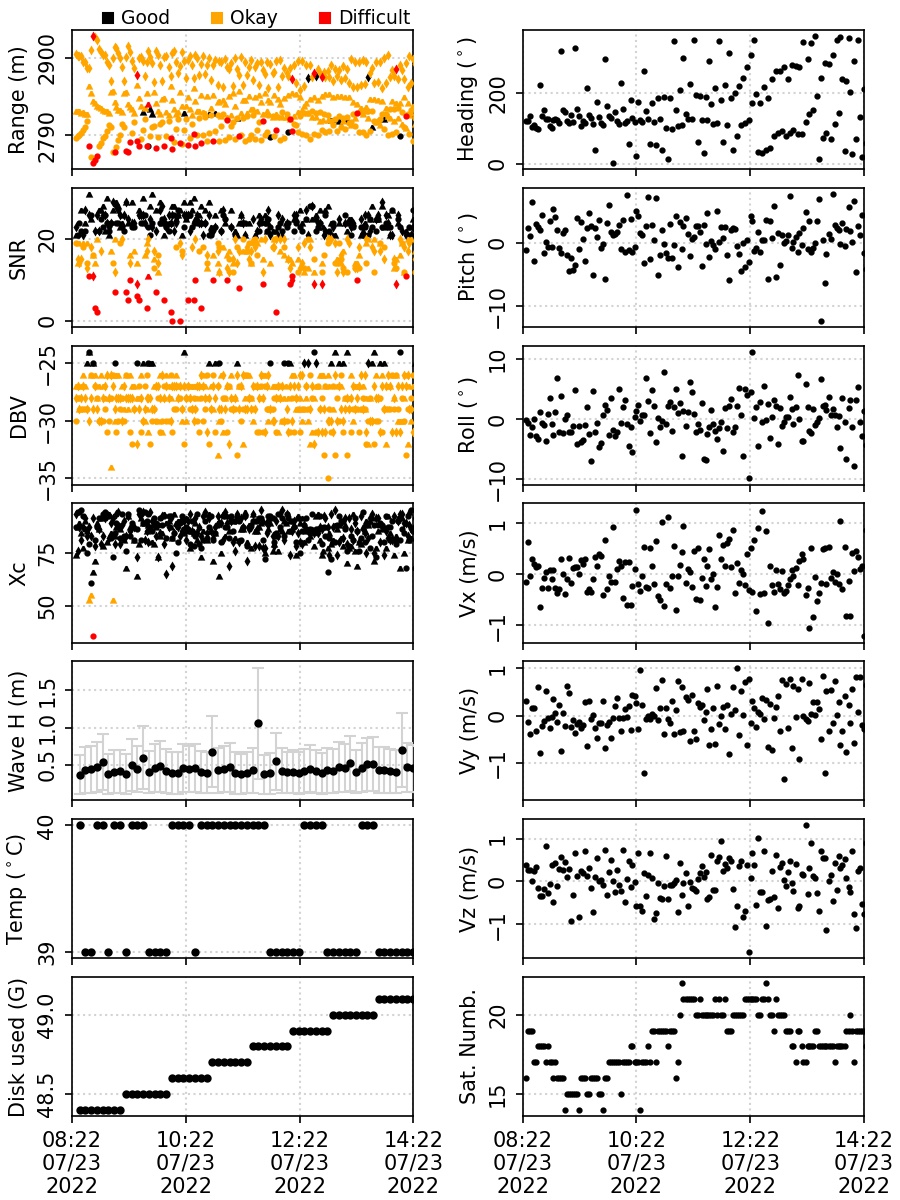 Good Okay Difficult
Range (m)
2900
2790
Heading (°)
200
0
SNR
20
0
Pitch (°)
0
−10
DBV
−25
−30
−35
Roll (°)
10
0
−10
Xc
75
50
Vx (m/s)
1
0
−1
Wave H (m)
1.5
1.0
0.5
Vy (m/s)
1
0
−1
Temp (°C)
40
39
Vz (m/s)
1
0
−1
Disk used (G)
49.0
48.5
Sat. Numb.
20
15
08:22 10:22 12:22 14:22 08:22 10:22 12:22 14:22
07/23 07/23 07/23 07/23 07/23 07/23 07/23 07/23
2022 2022 2022 2022 2022 2022 2022 2022